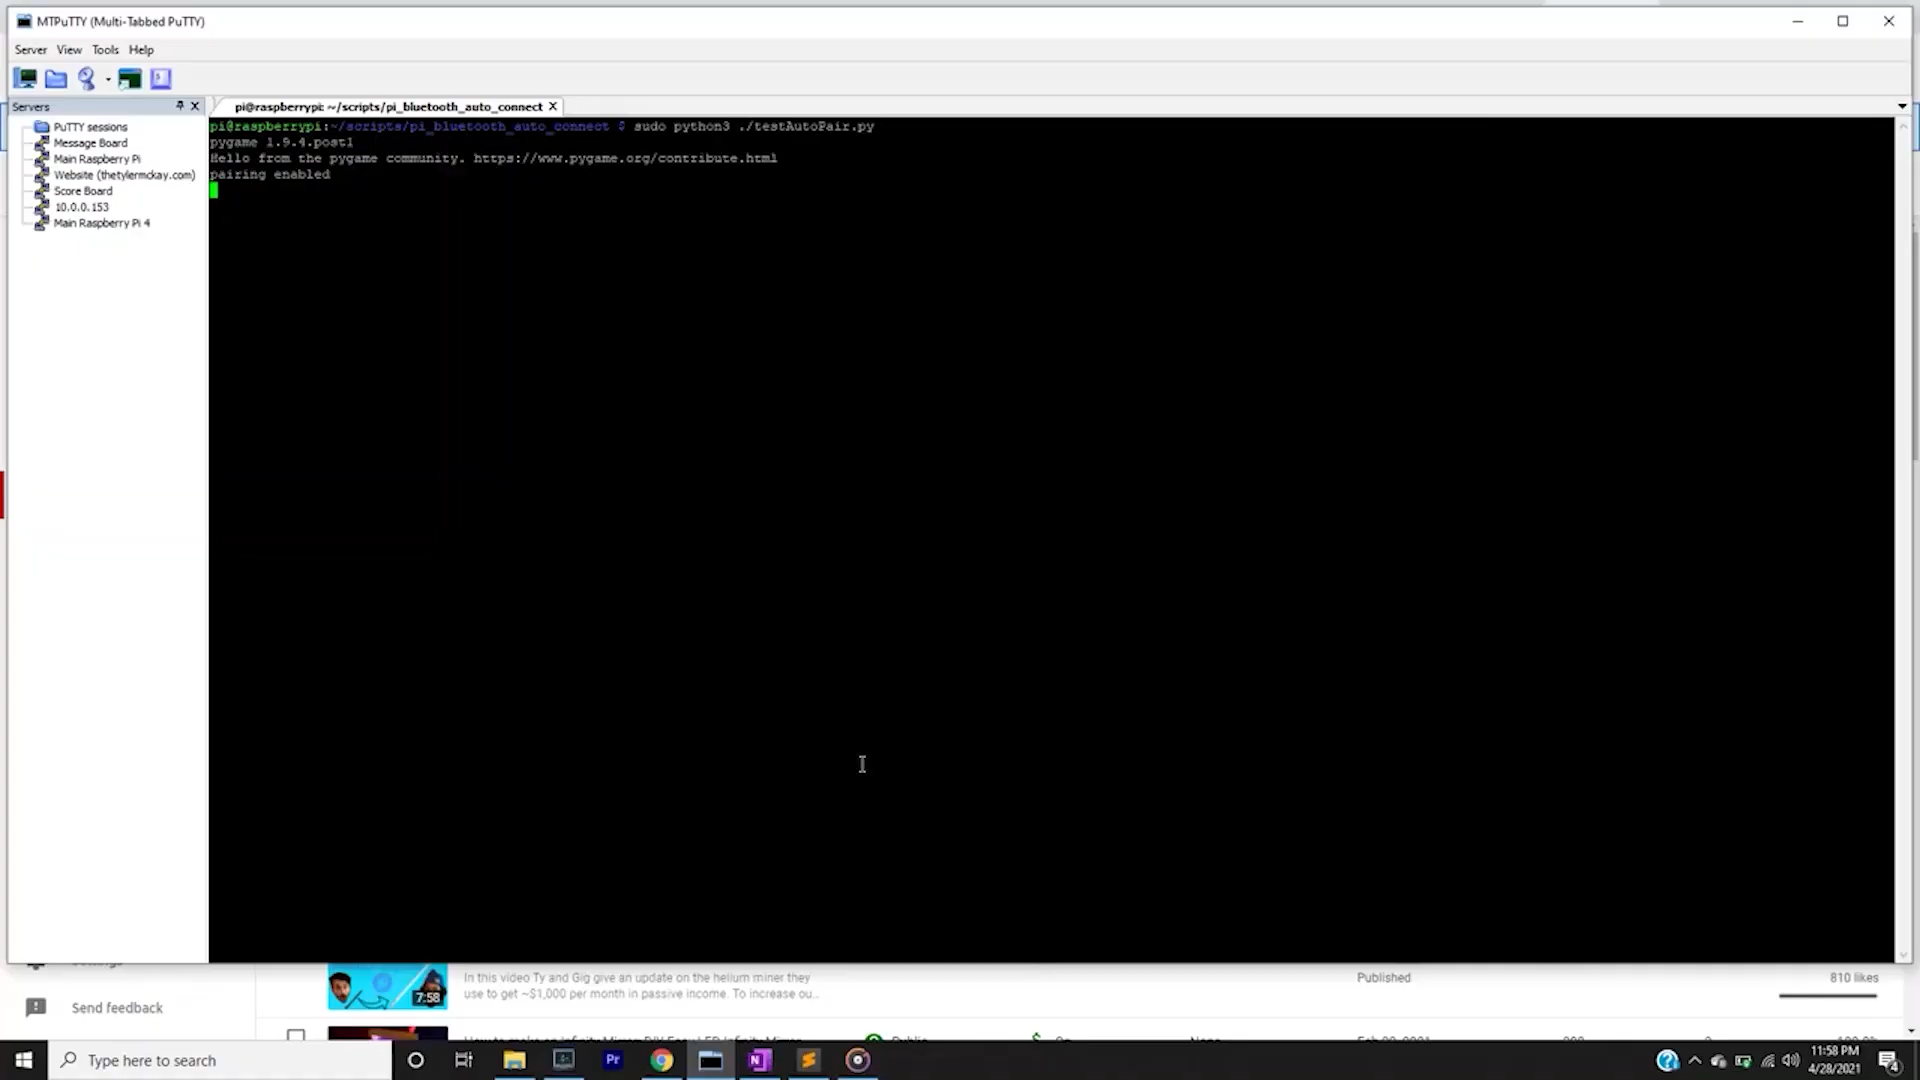 MTPuTTY (Multi-Tabbed PuTTY)
Server View Tools Help
Servers
pi@raspberrypi: ~/scripts/pi_bluetooth_auto_connect
PuTTY sessions
Message Board
Main Raspberry Pi
Website (thetylermckay.com)
Score Board
10.0.0.153
Main Raspberry Pi 4
pi@raspberrypi:~/scripts/pi_bluetooth_auto_connect $ sudo python3 ./testAutoPair.py
pygame 1.9.4.post1
Hello from the pygame community. https://www.pygame.org/contribute.html
pairing enabled
In this video Ty and Gig give an update on the helium miner they
use to get ~$1,000 per month in passive income. To increase ou...
7:58
Published
810 likes
Send feedback
Type here to search
Pr
N
11:58 PM
4/28/2021
4